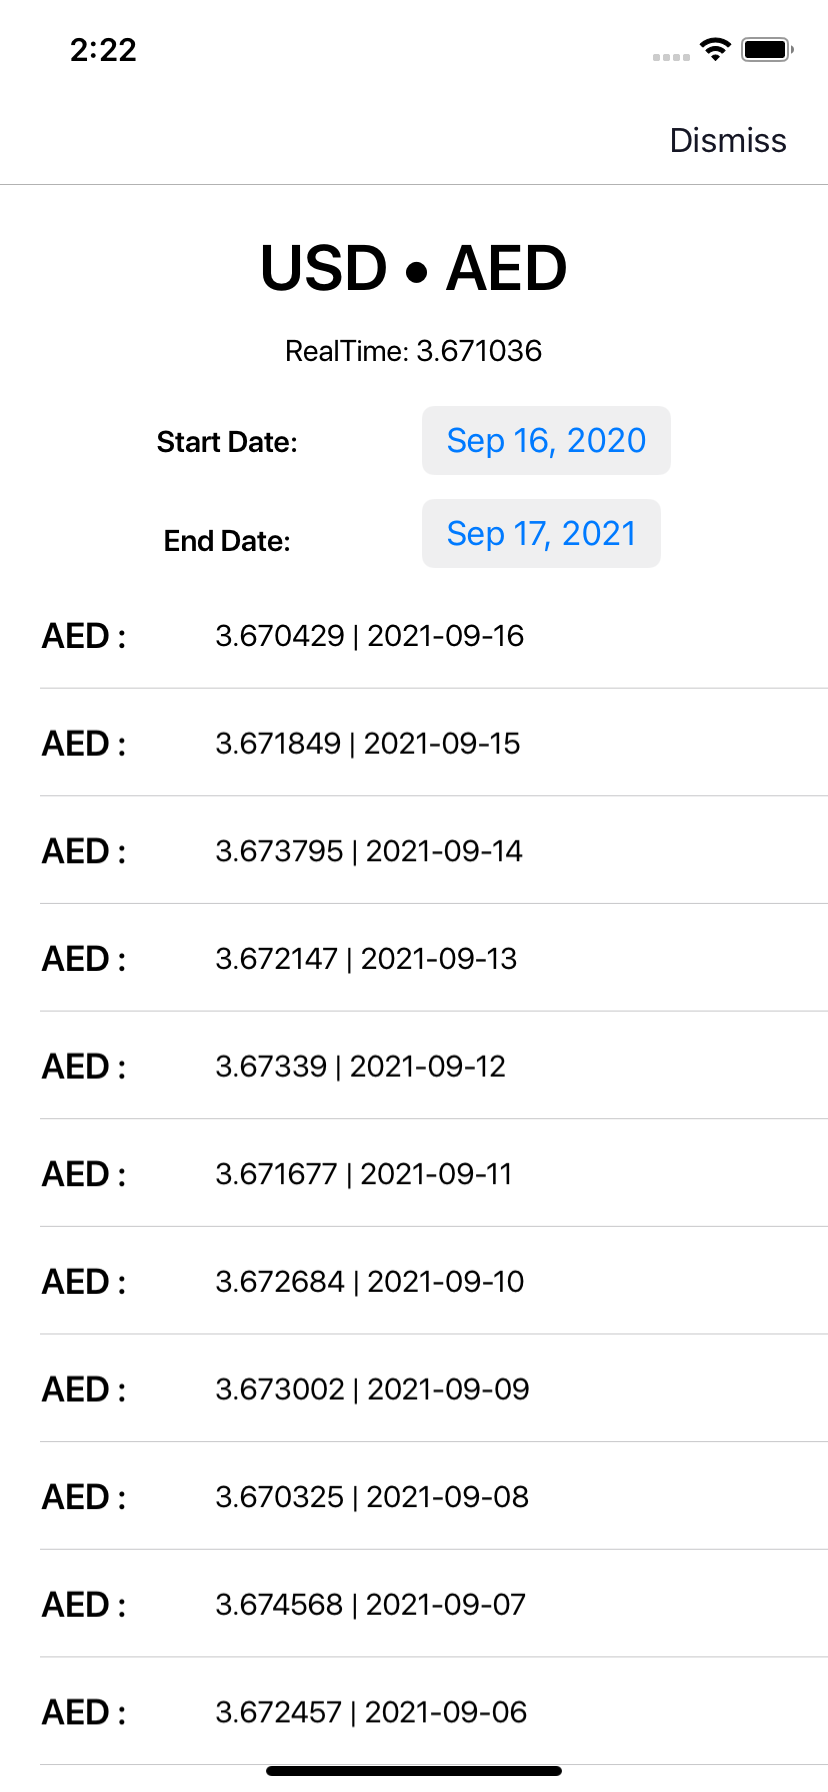 2:22
Dismiss
USD • AED
RealTime: 3.671036
Start Date: Sep 16, 2020
End Date: Sep 17, 2021
AED : 3.670429 | 2021-09-16
AED : 3.671849 | 2021-09-15
AED : 3.673795 | 2021-09-14
AED : 3.672147 | 2021-09-13
AED : 3.67339 | 2021-09-12
AED : 3.671677 | 2021-09-11
AED : 3.672684 | 2021-09-10
AED : 3.673002 | 2021-09-09
AED : 3.670325 | 2021-09-08
AED : 3.674568 | 2021-09-07
AED : 3.672457 | 2021-09-06